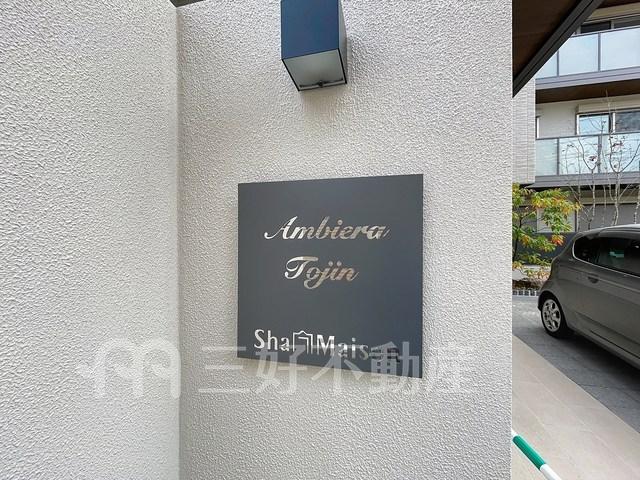 Ambiera
Tojin
Sha Maison
三好不動産